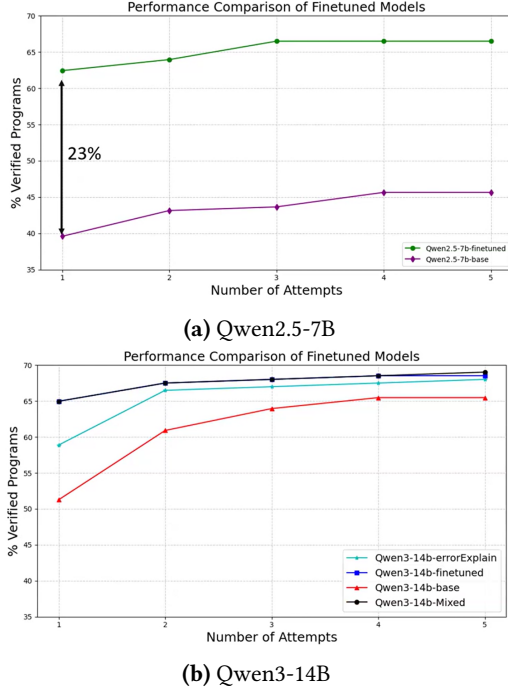 Performance Comparison of Finetuned Models
70
65
60
55
50
45
40
35
% Verified Programs
23%
Qwen2.5-7b-finetuned
Qwen2.5-7b-base
1 2 3 4 5
Number of Attempts
(a) Qwen2.5-7B
Performance Comparison of Finetuned Models
70
65
60
55
50
45
40
35
% Verified Programs
Qwen3-14b-errorExplain
Qwen3-14b-finetuned
Qwen3-14b-base
Qwen3-14b-Mixed
1 2 3 4 5
Number of Attempts
(b) Qwen3-14B